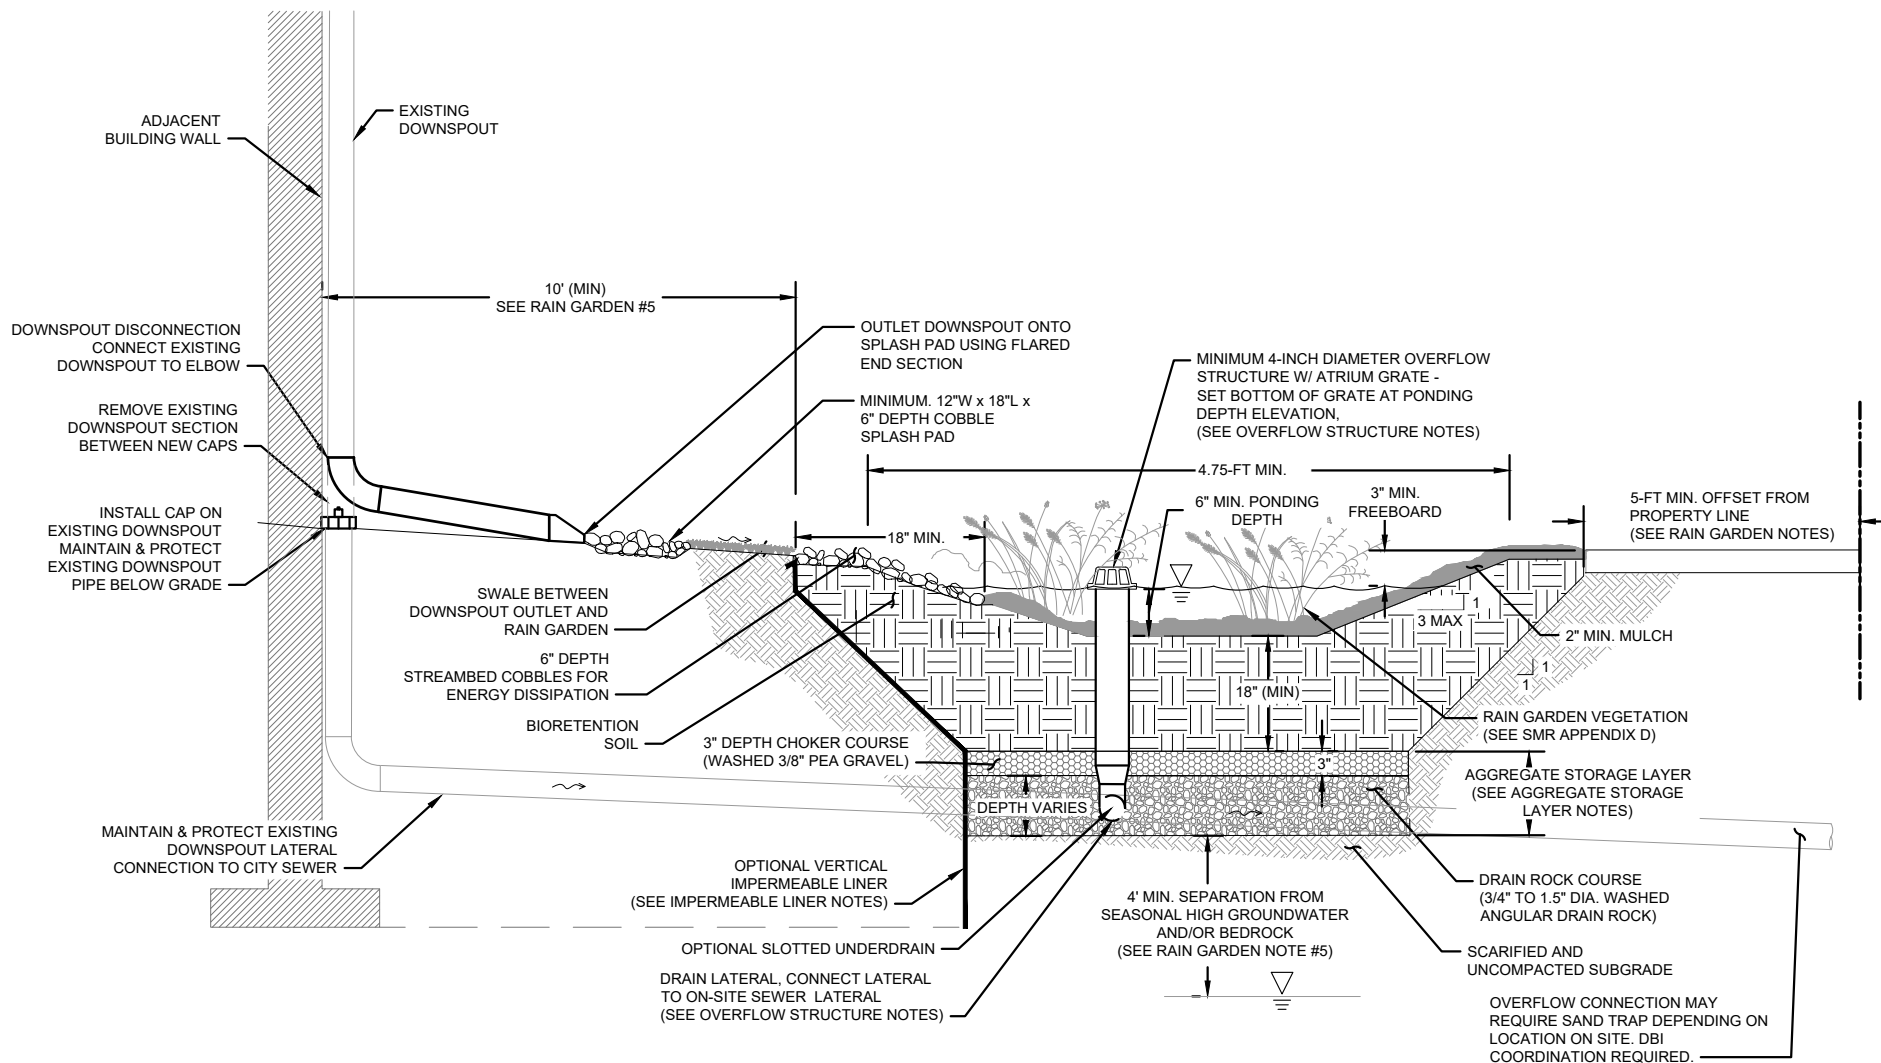 EXISTING
DOWNSPOUT
ADJACENT
BUILDING WALL
10' (MIN)
SEE RAIN GARDEN #5
DOWNSPOUT DISCONNECTION
CONNECT EXISTING
DOWNSPOUT TO ELBOW
REMOVE EXISTING
DOWNSPOUT SECTION
BETWEEN NEW CAPS
INSTALL CAP ON
EXISTING DOWNSPOUT
MAINTAIN & PROTECT
EXISTING DOWNSPOUT
PIPE BELOW GRADE
OUTLET DOWNSPOUT ONTO
SPLASH PAD USING FLARED
END SECTION
MINIMUM. 12"W x 18"L x
6" DEPTH COBBLE
SPLASH PAD
MINIMUM 4-INCH DIAMETER OVERFLOW
STRUCTURE W/ ATRIUM GRATE -
SET BOTTOM OF GRATE AT PONDING
DEPTH ELEVATION,
(SEE OVERFLOW STRUCTURE NOTES)
4.75-FT MIN.
6" MIN. PONDING
DEPTH
3" MIN.
FREEBOARD
5-FT MIN. OFFSET FROM
PROPERTY LINE
(SEE RAIN GARDEN NOTES)
18" MIN.
SWALE BETWEEN
DOWNSPOUT OUTLET AND
RAIN GARDEN
6" DEPTH
STREAMBED COBBLES FOR
ENERGY DISSIPATION
BIORETENTION
SOIL
1
3 MAX
2" MIN. MULCH
1
1
18" (MIN)
RAIN GARDEN VEGETATION
(SEE SMR APPENDIX D)
3" DEPTH CHOKER COURSE
(WASHED 3/8" PEA GRAVEL)
3"
DEPTH VARIES
AGGREGATE STORAGE LAYER
(SEE AGGREGATE STORAGE
LAYER NOTES)
MAINTAIN & PROTECT EXISTING
DOWNSPOUT LATERAL
CONNECTION TO CITY SEWER
OPTIONAL VERTICAL
IMPERMEABLE LINER
(SEE IMPERMEABLE LINER NOTES)
4' MIN. SEPARATION FROM
SEASONAL HIGH GROUNDWATER
AND/OR BEDROCK
(SEE RAIN GARDEN NOTE #5)
DRAIN ROCK COURSE
(3/4" TO 1.5" DIA. WASHED
ANGULAR DRAIN ROCK)
OPTIONAL SLOTTED UNDERDRAIN
SCARIFIED AND
UNCOMPACTED SUBGRADE
DRAIN LATERAL, CONNECT LATERAL
TO ON-SITE SEWER LATERAL
(SEE OVERFLOW STRUCTURE NOTES)
OVERFLOW CONNECTION MAY
REQUIRE SAND TRAP DEPENDING ON
LOCATION ON SITE. DBI
COORDINATION REQUIRED.